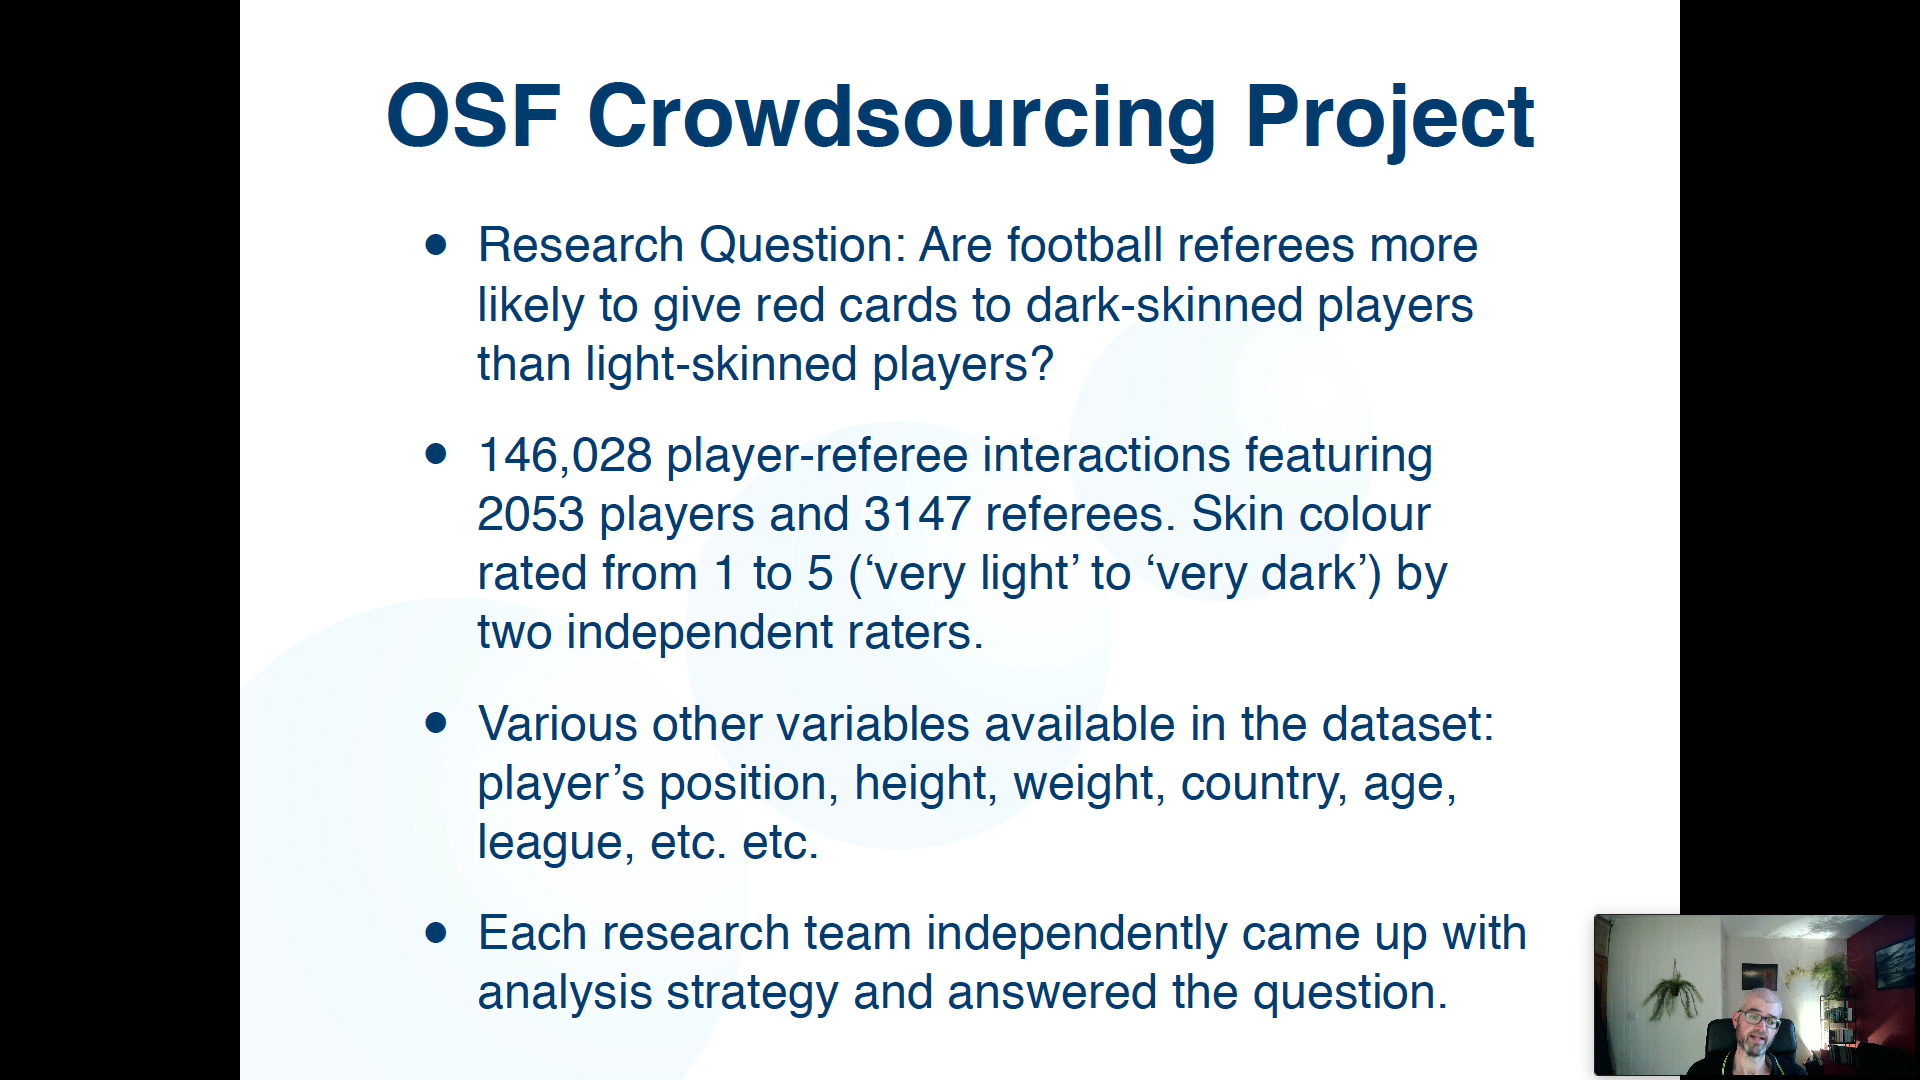 OSF Crowdsourcing Project
• Research Question: Are football referees more
likely to give red cards to dark-skinned players
than light-skinned players?
• 146,028 player-referee interactions featuring
2053 players and 3147 referees. Skin colour
rated from 1 to 5 (‘very light’ to ‘very dark’) by
two independent raters.
• Various other variables available in the dataset:
player’s position, height, weight, country, age,
league, etc. etc.
• Each research team independently came up with
analysis strategy and answered the question.